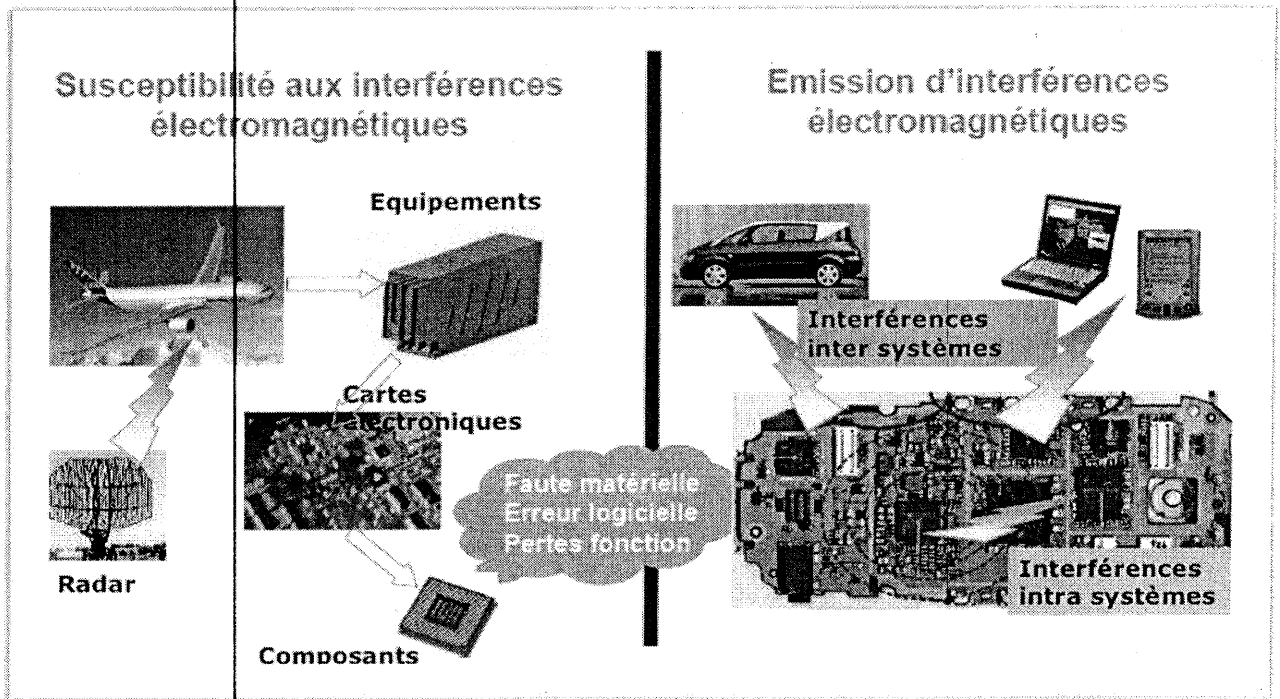 Susceptibilité aux interférences
électromagnétiques
Equipements
Cartes
électroniques
Radar
Composants
Faute matérielle
Erreur logicielle
Pertes fonction
Emission d'interférences
électromagnétiques
Interférences
inter systèmes
Interférences
intra systèmes